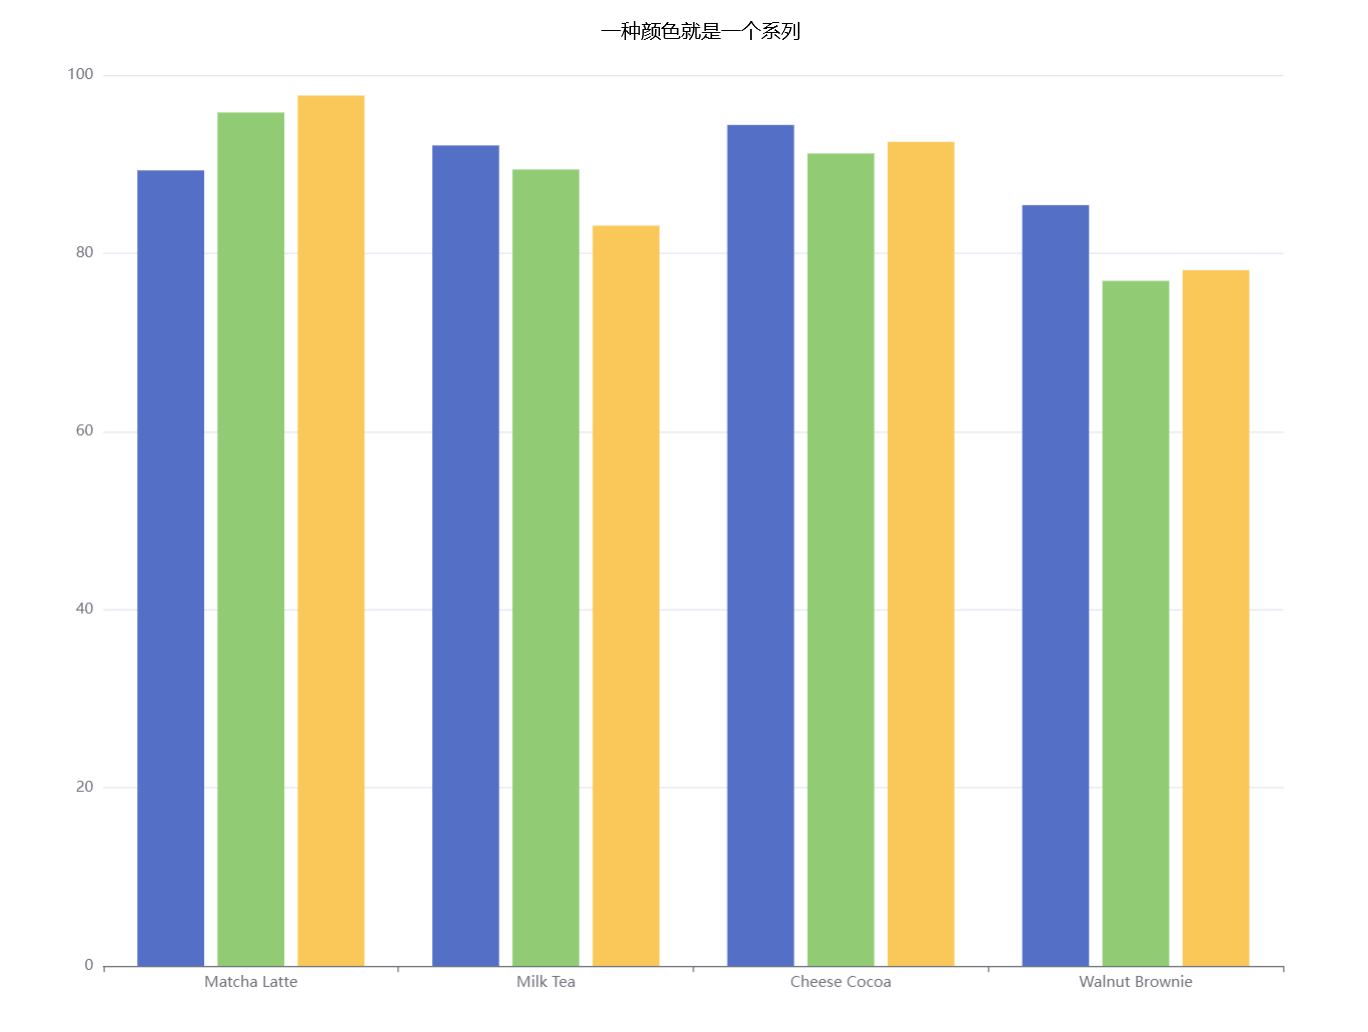 一种颜色就是一个系列
100
80
60
40
20
0
Matcha Latte
Milk Tea
Cheese Cocoa
Walnut Brownie